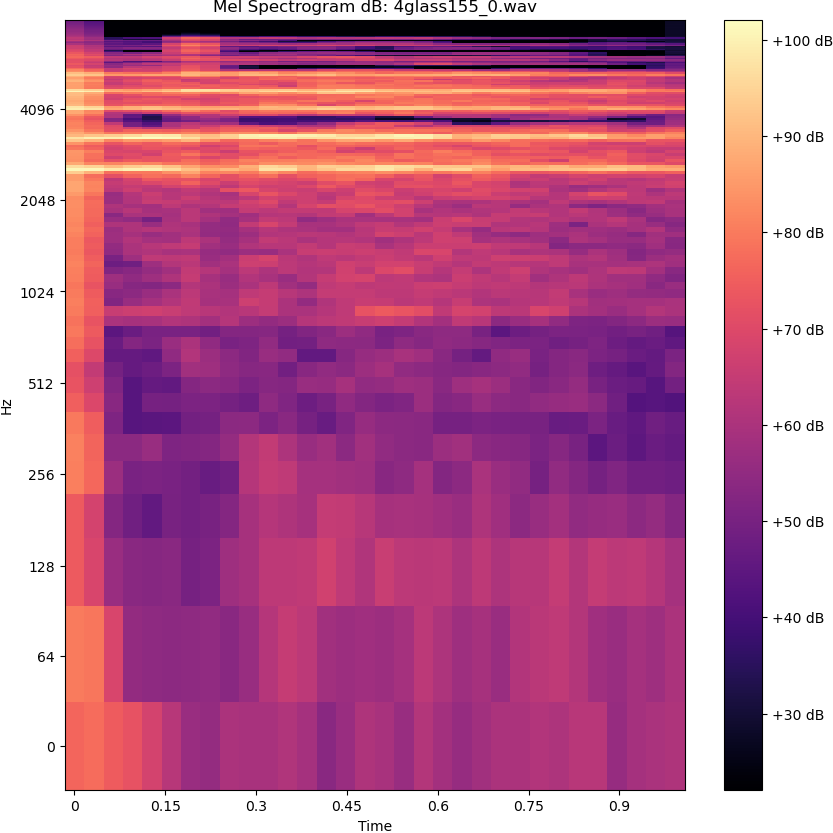 Mel Spectrogram dB: 4glass155_0.wav
+100 dB
+90 dB
+80 dB
+70 dB
+60 dB
+50 dB
+40 dB
+30 dB
4096
2048
1024
512
256
128
64
0
Hz
0 0.15 0.3 0.45 0.6 0.75 0.9
Time